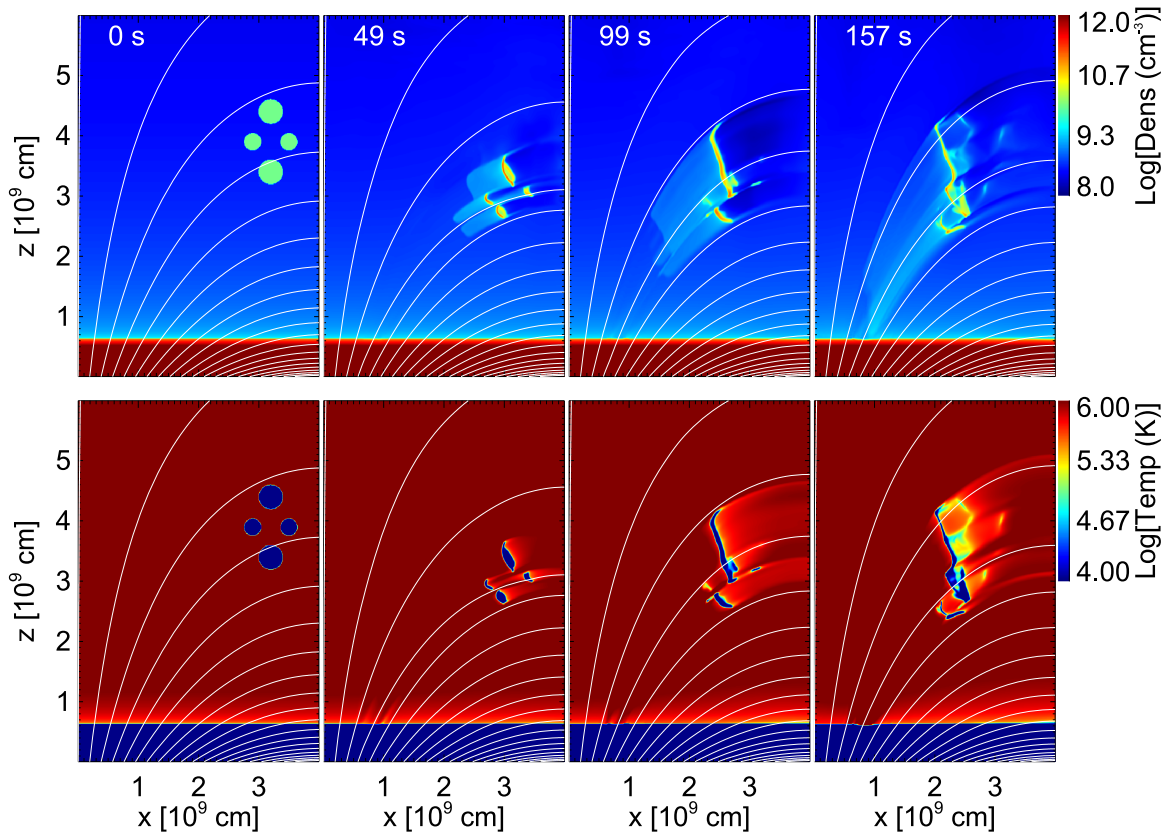 0 s
49 s
99 s
157 s
5
4
3
2
1
z [10⁹ cm]
12.0
10.7
9.3
8.0
Log[Dens (cm⁻³)]
5
4
3
2
1
z [10⁹ cm]
6.00
5.33
4.67
4.00
Log[Temp (K)]
1 2 3
1 2 3
1 2 3
1 2 3
x [10⁹ cm]
x [10⁹ cm]
x [10⁹ cm]
x [10⁹ cm]